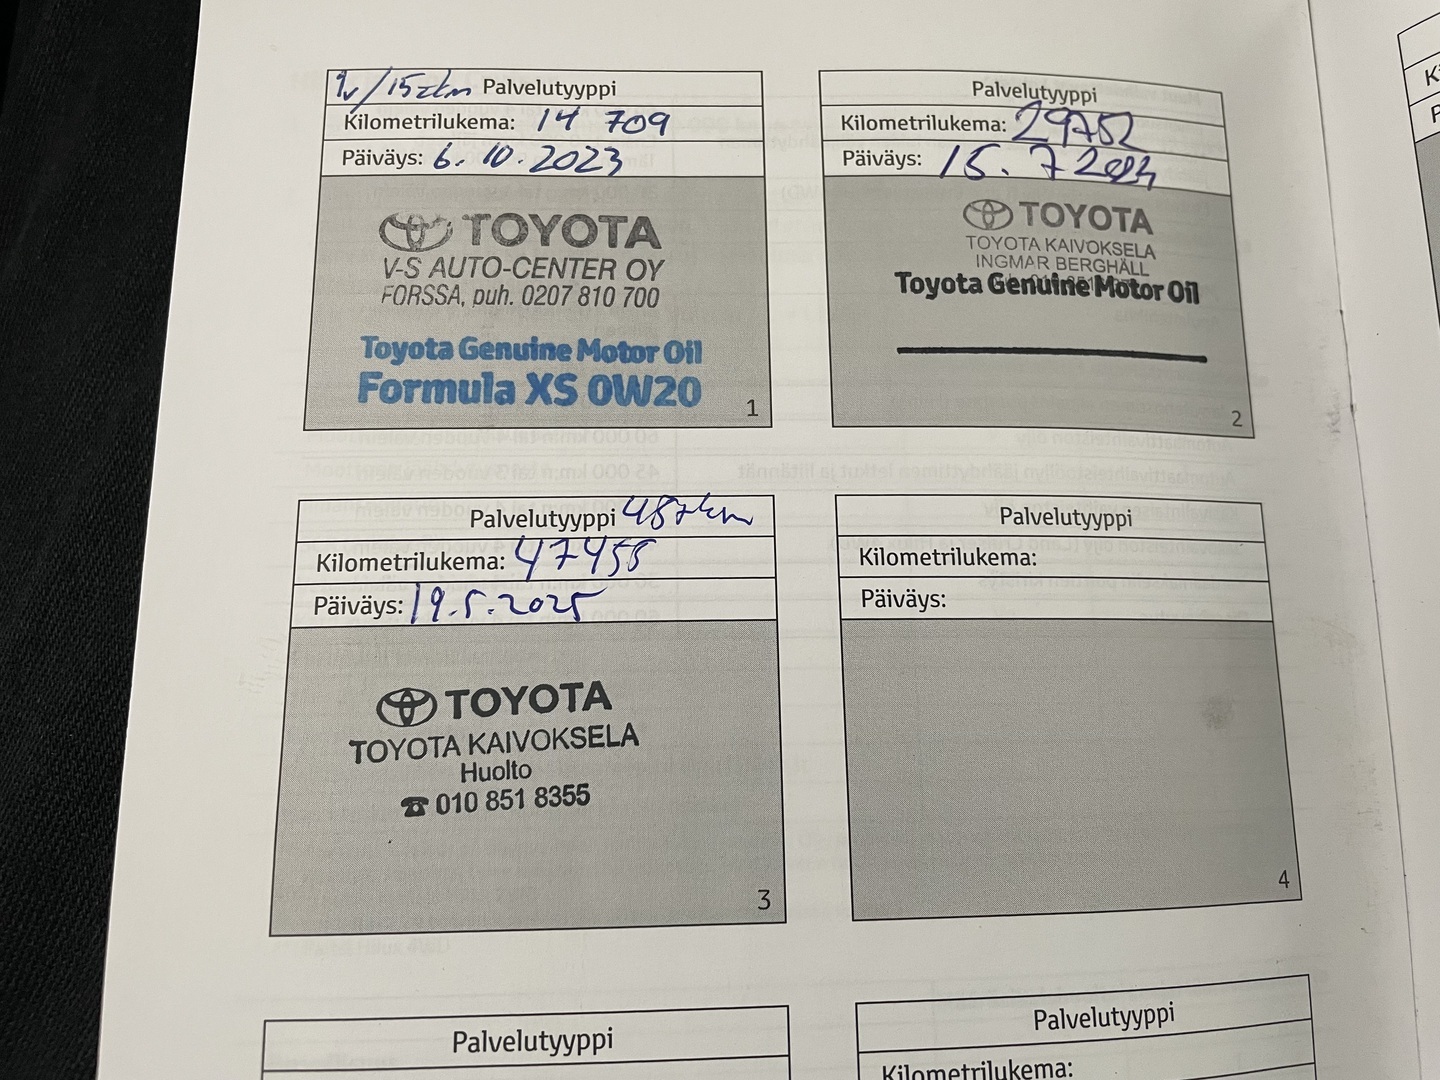 1v/15tkm Palvelutyyppi
Kilometrilukema: 14 709
Päiväys: 6.10.2023
TOYOTA
V-S AUTO-CENTER OY
FORSSA, puh. 0207 810 700
Toyota Genuine Motor Oil
Formula XS 0W20
1
Palvelutyyppi
Kilometrilukema: 29752
Päiväys: 15.7 2024
TOYOTA
TOYOTA KAIVOKSELA
INGMAR BERGHÄLL
Toyota Genuine Motor Oil
2
Palvelutyyppi
Kilometrilukema: 47455
Päiväys: 19.5.2025
TOYOTA
TOYOTA KAIVOKSELA
Huolto
☎ 010 851 8355
3
Palvelutyyppi
Kilometrilukema:
Päiväys:
4
Palvelutyyppi
Palvelutyyppi
Kilometrilukema: